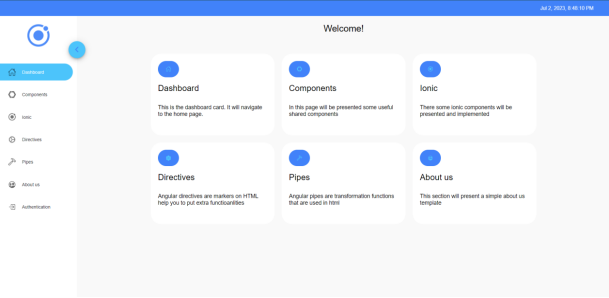 Jul 2, 2023, 8:46:10 PM
Welcome!
Dashboard
Components
Ionic
Directives
Pipes
About us
Authentication
Dashboard
This is the dashboard card. It will navigate
to the home page.
Components
In this page will be presented some useful
shared components
Ionic
There some ionic components will be
presented and implemented
Directives
Angular directives are markers on HTML
help you to put extra functioanlities
Pipes
Angular pipes are transformation functions
that are used in html
About us
This section will present a simple about us
template